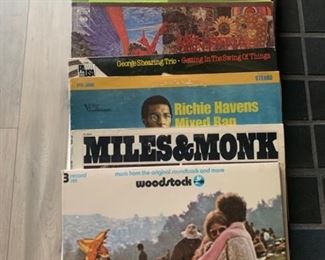 George Shearing Trio • Getting In The Swing Of Things
STEREO
Richie Havens
Mixed Bag
MILES & MONK
3 record
music from the original soundtrack and more
woodstock